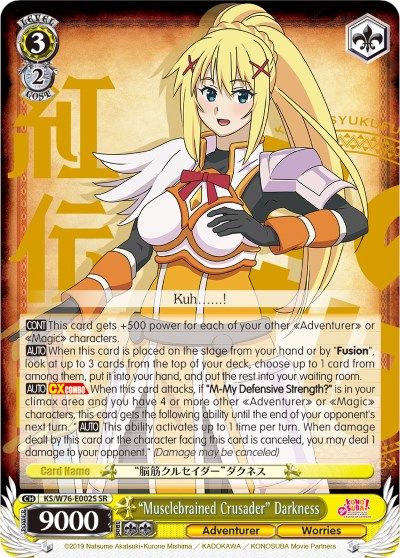 LEVEL
3
2
COST
紅伝
SYUKUFU
Kuh......!
CONT This card gets +500 power for each of your other «Adventurer» or
«Magic» characters.
AUTO When this card is placed on the stage from your hand or by "Fusion",
look at up to 3 cards from the top of your deck, choose up to 1 card from
among them, put it into your hand, and put the rest into your waiting room.
AUTO CXCOMBO When this card attacks, if "M-My Defensive Strength?" is in your
climax area and you have 4 or more other «Adventurer» or «Magic»
characters, this card gets the following ability until the end of your opponent's
next turn. "AUTO This ability activates up to 1 time per turn. When damage
dealt by this card or the character facing this card is canceled, you may deal 1
damage to your opponent." (Damage may be canceled)
Card Name
"脳筋クルセイダー" ダクネス
CH KS/W76-E002S SR
"Musclebrained Crusader" Darkness
POWER
9000
SOUL
Adventurer
Worries
©2019 Natsume Akatsuki・Kurone Mishima / KADOKAWA / KONOSUBA Movie Partners